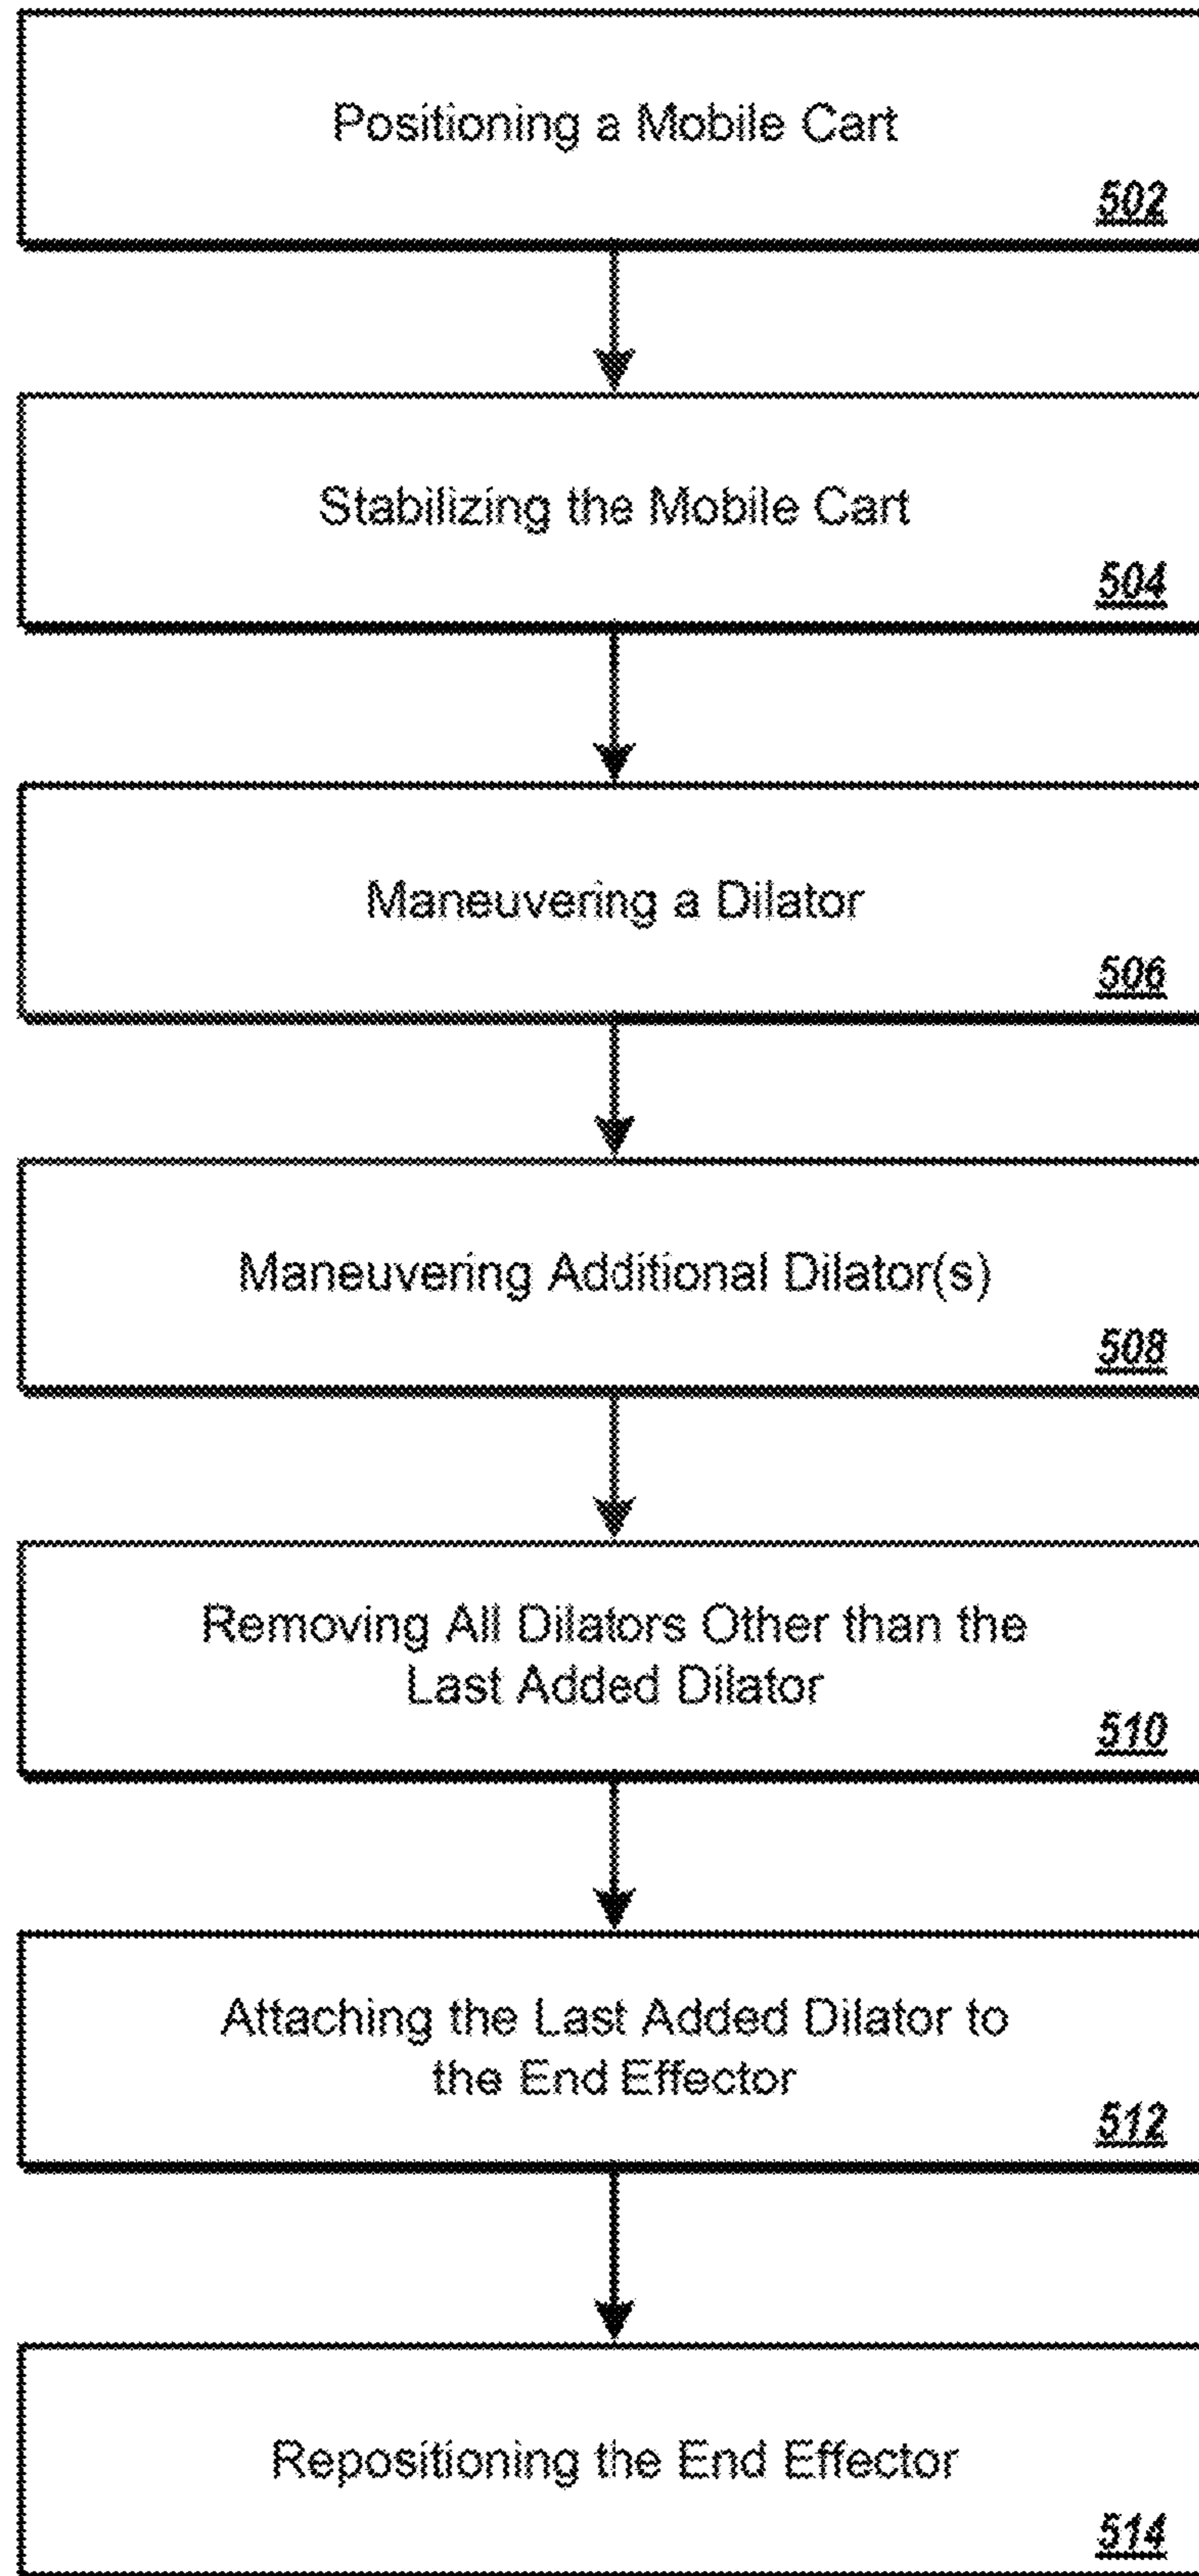 Positioning a Mobile Cart
502
Stabilizing the Mobile Cart
504
Maneuvering a Dilator
506
Maneuvering Additional Dilator(s)
508
Removing All Dilators Other than the
Last Added Dilator
510
Attaching the Last Added Dilator to
the End Effector
512
Repositioning the End Effector
514